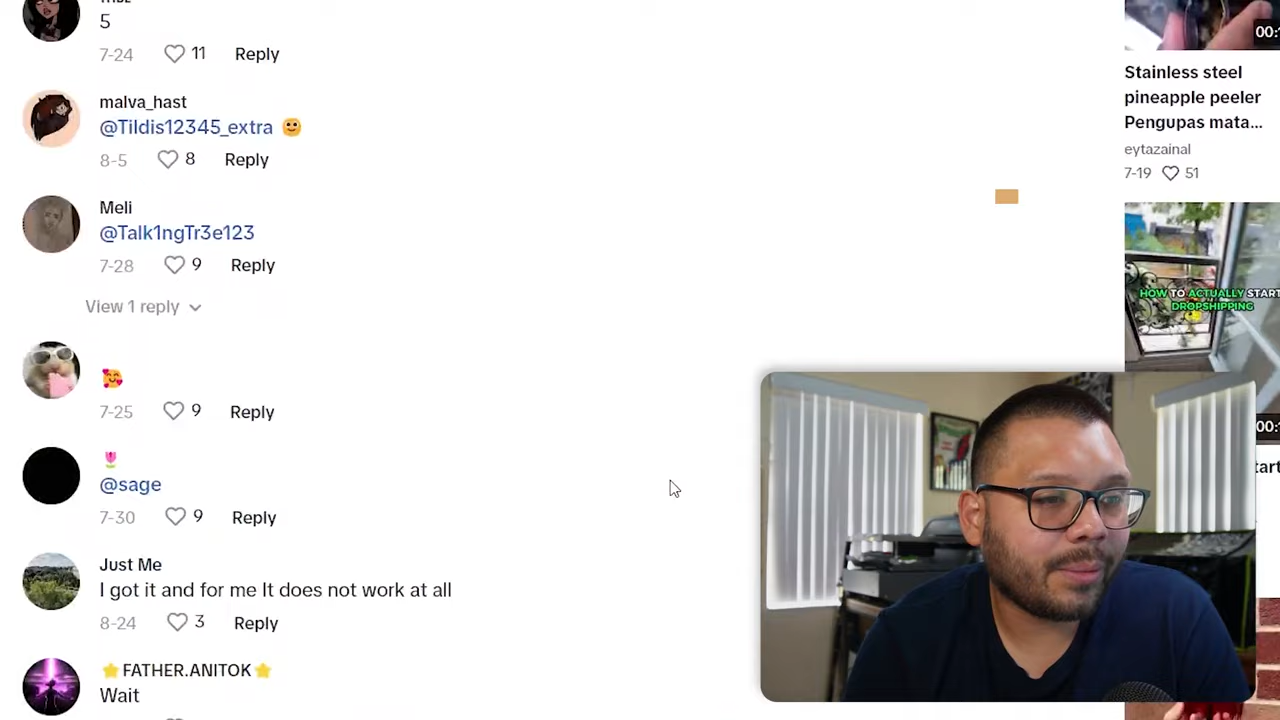 5
7-24 11 Reply
malva_hast
@Tildis12345_extra
8-5 8 Reply
Meli
@Talk1ngTr3e123
7-28 9 Reply
View 1 reply
7-25 9 Reply
@sage
7-30 9 Reply
Just Me
I got it and for me It does not work at all
8-24 3 Reply
FATHER.ANITOK
Wait
00:
Stainless steel
pineapple peeler
Pengupas mata...
eytazainal
7-19 51
HOW TO ACTUALLY START
DROPSHIPPING
00: